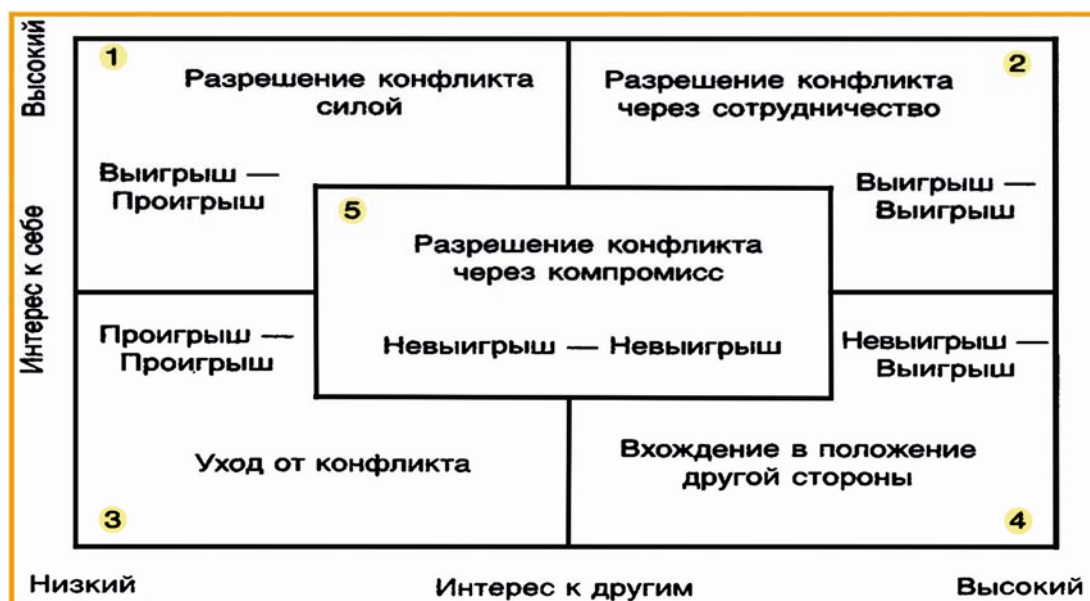 Высокий
Интерес к себе
1
Разрешение конфликта
силой
Выигрыш —
Проигрыш
2
Разрешение конфликта
через сотрудничество
Выигрыш —
Выигрыш
5
Разрешение конфликта
через компромисс
Невыигрыш — Невыигрыш
Проигрыш —
Проигрыш
Уход от конфликта
3
Невыигрыш —
Выигрыш
Вхождение в положение
другой стороны
4
Низкий
Интерес к другим
Высокий